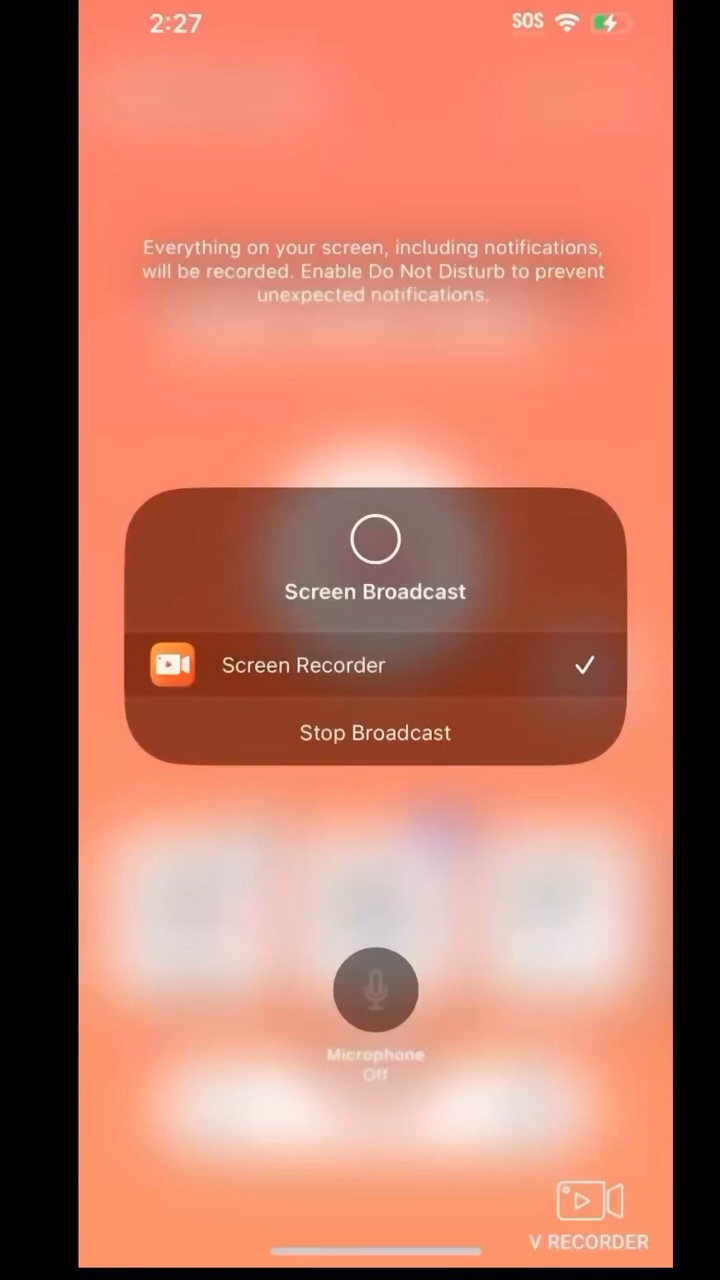 2:27
SOS
Everything on your screen, including notifications,
will be recorded. Enable Do Not Disturb to prevent
unexpected notifications.
Screen Broadcast
Screen Recorder
Stop Broadcast
Microphone
Off
V RECORDER